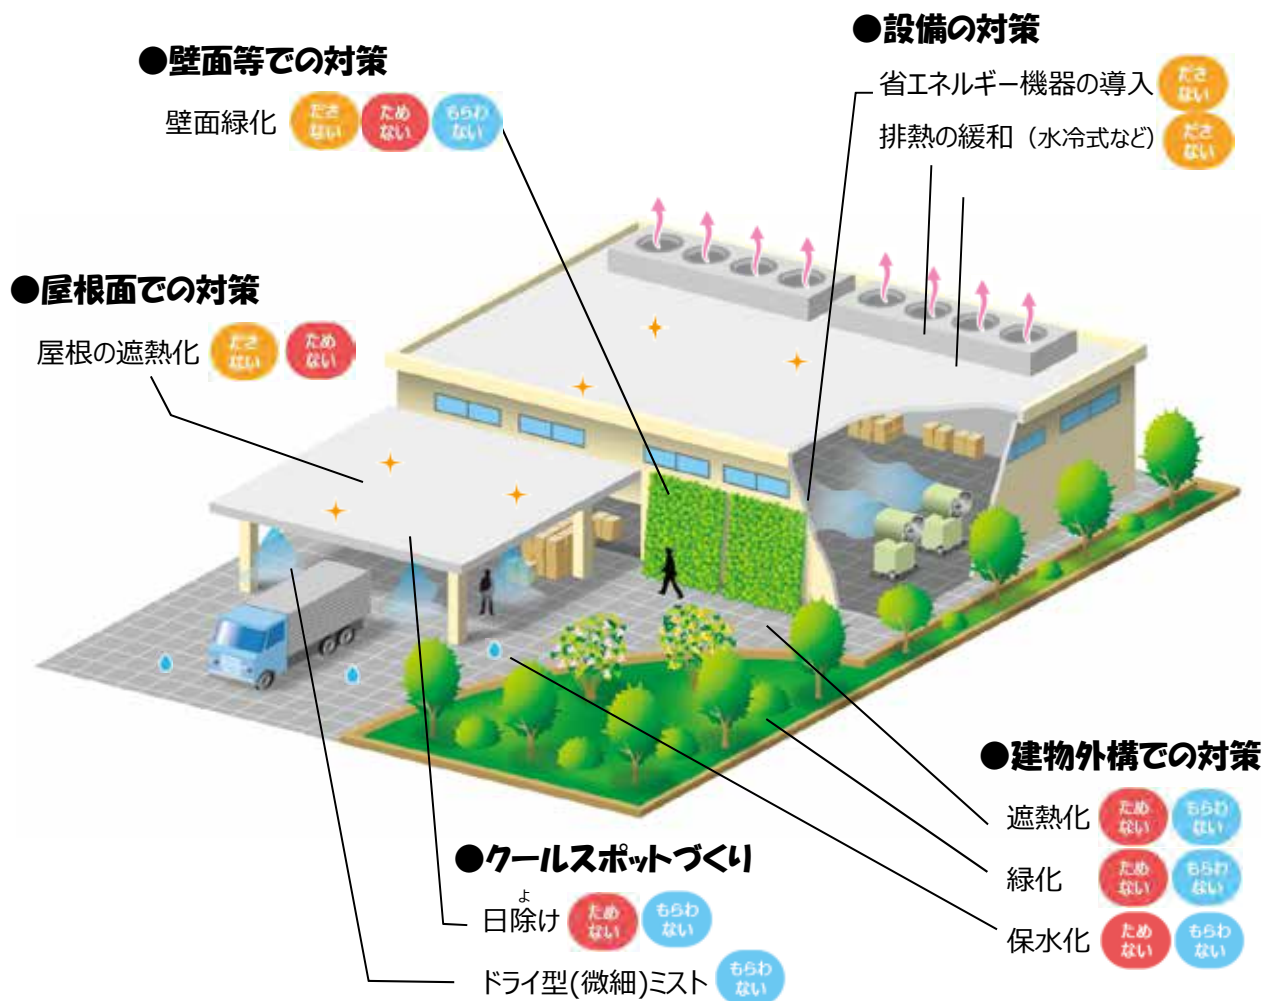 ●壁面等での対策
壁面緑化 ださない ためない もらわない
●設備の対策
省エネルギー機器の導入 ださない
排熱の緩和（水冷式など） ださない
●屋根面での対策
屋根の遮熱化 ださない ためない
●建物外構での対策
遮熱化 ためない もらわない
緑化 ためない もらわない
保水化 ためない もらわない
●クールスポットづくり
よ
日除け ためない もらわない
ドライ型(微細)ミスト もらわない